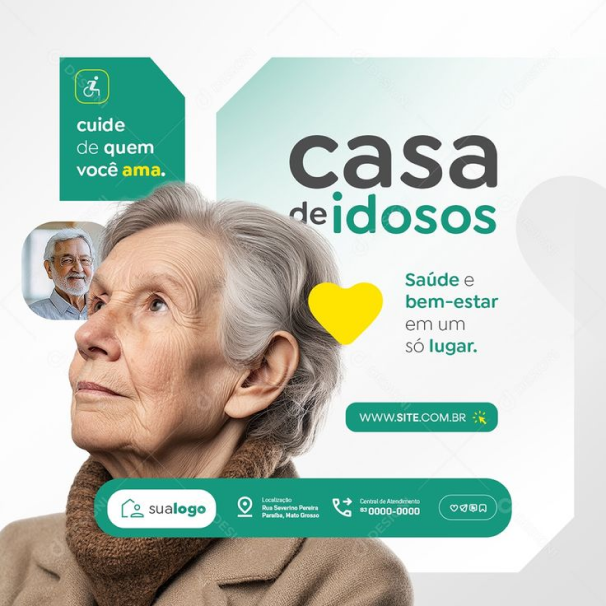 cuide
de quem
você ama.
casa
de idosos
Saúde e
bem-estar
em um
só lugar.
WWW.SITE.COM.BR
sualogo
Localização
Rua Severino Pereira
Paraíba, Mato Grosso
Central de Atendimento
83 0000-0000